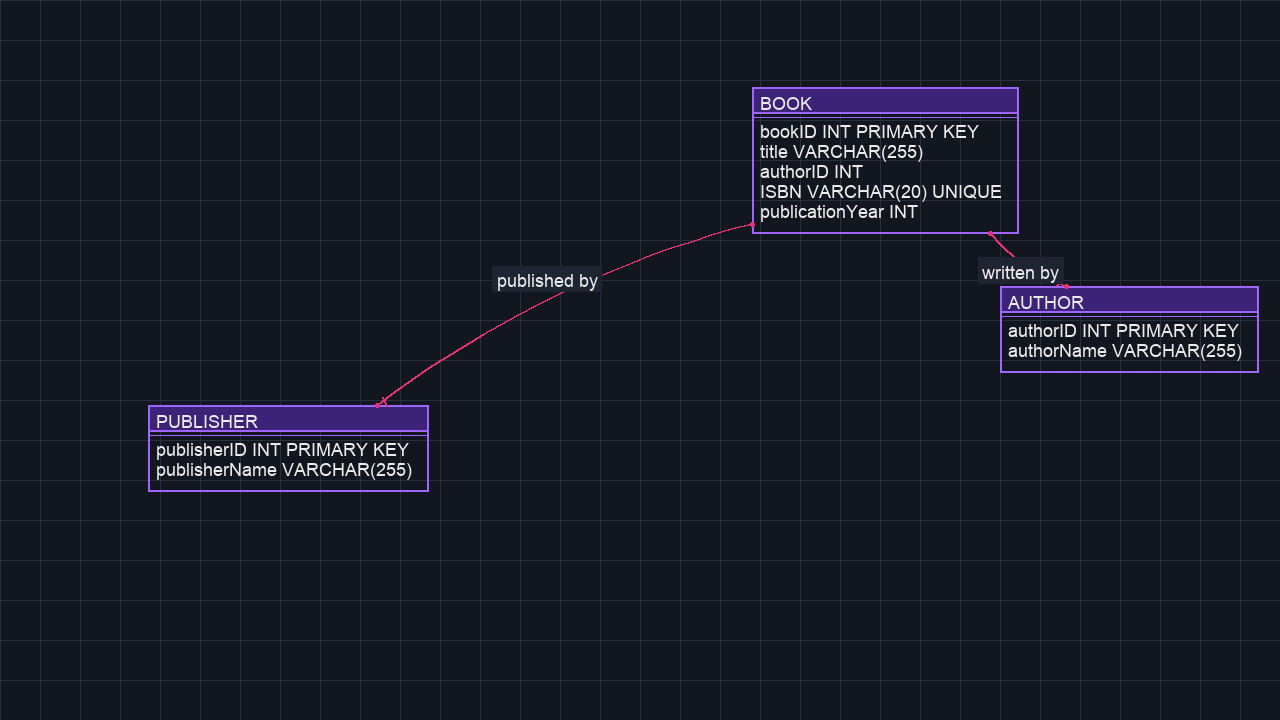 BOOK
bookID INT PRIMARY KEY
title VARCHAR(255)
authorID INT
ISBN VARCHAR(20) UNIQUE
publicationYear INT
published by
written by
AUTHOR
authorID INT PRIMARY KEY
authorName VARCHAR(255)
PUBLISHER
publisherID INT PRIMARY KEY
publisherName VARCHAR(255)